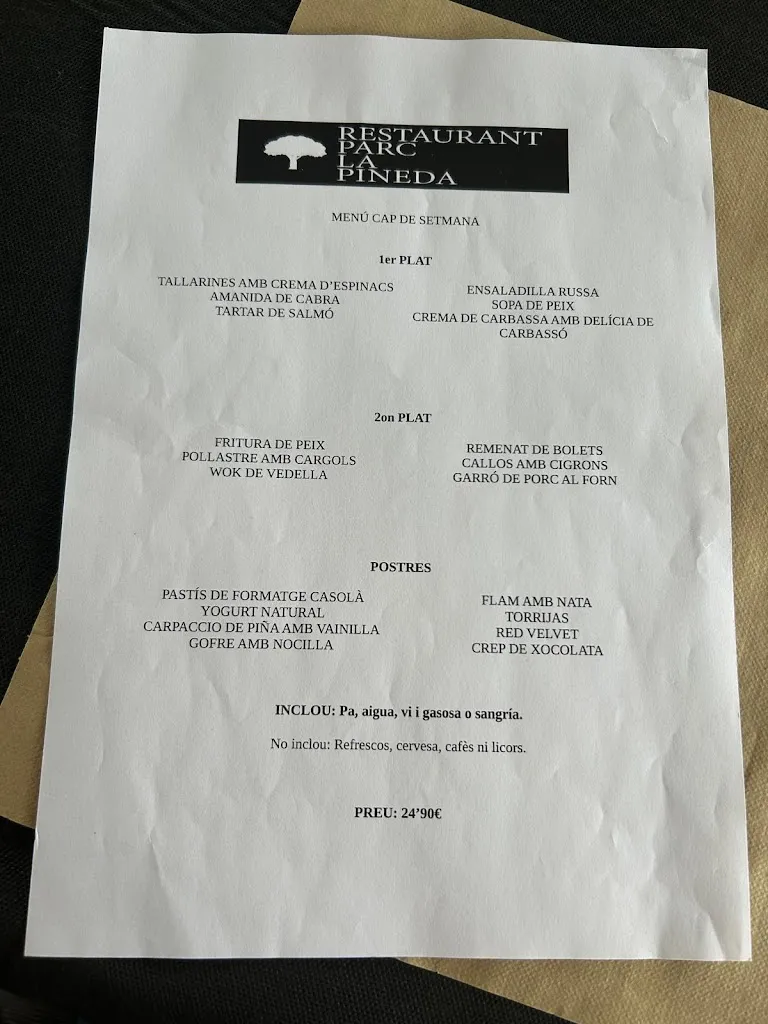 RESTAURANT
PARC
LA
PINEDA
MENÚ CAP DE SETMANA
1er PLAT
TALLARINES AMB CREMA D'ESPINACS
AMANIDA DE CABRA
TARTAR DE SALMÓ
ENSALADILLA RUSSA
SOPA DE PEIX
CREMA DE CARBASSA AMB DELÍCIA DE
CARBASSÓ
2on PLAT
FRITURA DE PEIX
POLLASTRE AMB CARGOLS
WOK DE VEDELLA
REMENAT DE BOLETS
CALLOS AMB CIGRONS
GARRÓ DE PORC AL FORN
POSTRES
PASTÍS DE FORMATGE CASOLÀ
YOGURT NATURAL
CARPACCIO DE PIÑA AMB VAINILLA
GOFRE AMB NOCILLA
FLAM AMB NATA
TORRIJAS
RED VELVET
CREP DE XOCOLATA
INCLOU: Pa, aigua, vi i gasosa o sangría.
No inclou: Refrescos, cervesa, cafès ni licors.
PREU: 24'90€